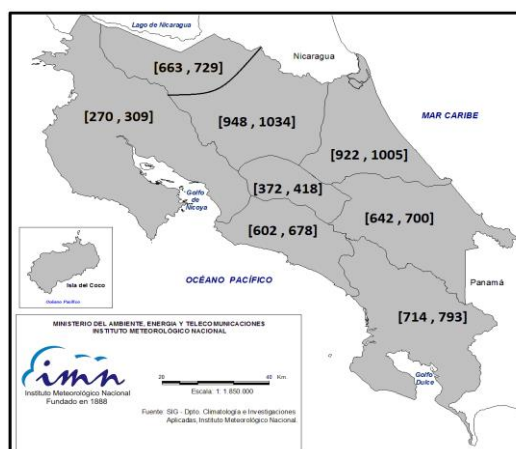 Lago de Nicaragua
Nicaragua
[663 , 729]
[270 , 309]
[948 , 1034]
MAR CARIBE
[922 , 1005]
[372 , 418]
Golfo
de
Nicoya
[642 , 700]
[602 , 678]
Isla del Coco
Océano Pacífico
OCÉANO PACÍFICO
Panamá
[714 , 793]
Golfo
Dulce
MINISTERIO DEL AMBIENTE, ENERGIA Y TELECOMUNICACIONES
INSTITUTO METEOROLÓGICO NACIONAL
imn
Instituto Meteorológico Nacional
Fundado en 1888
20 0 40 Km
Escala: 1: 1 850 000
Fuente: SIG - Dpto. Climatología e Investigaciones
Aplicadas, Instituto Meteorológico Nacional.